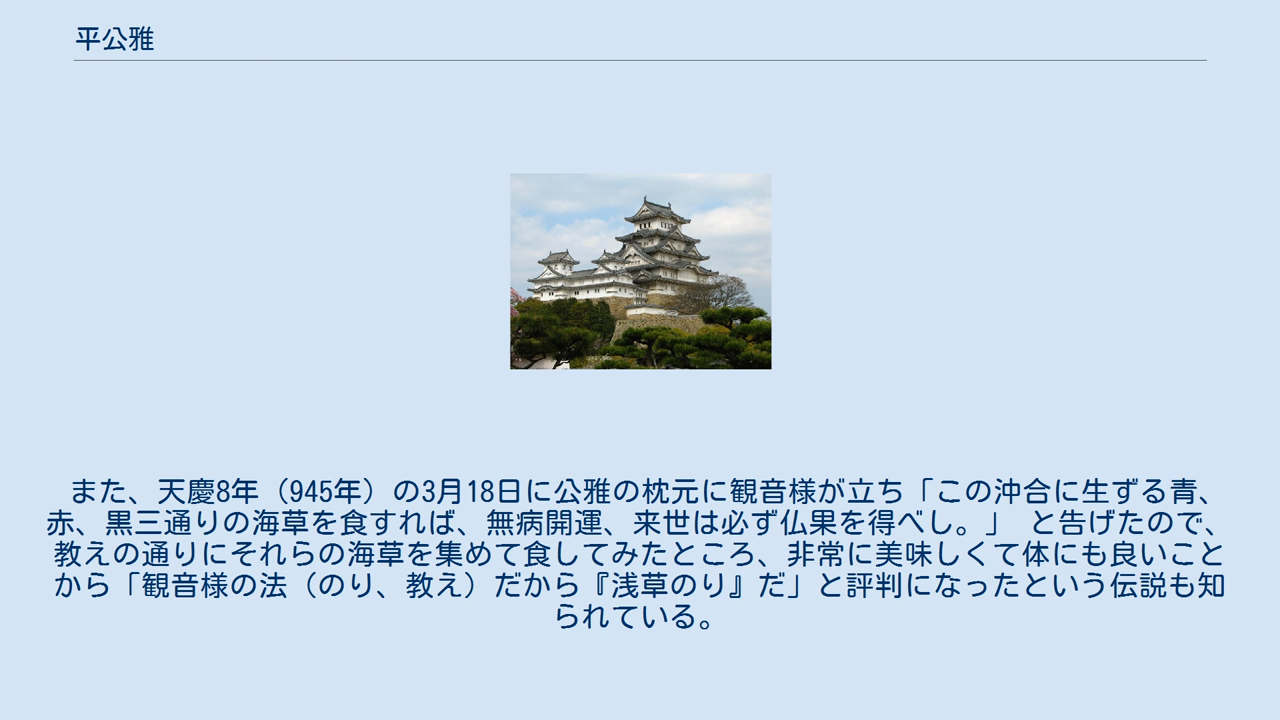 平公雅
また、天慶8年（945年）の3月18日に公雅の枕元に観音様が立ち「この沖合に生ずる青、
赤、黒三通りの海草を食すれば、無病開運、来世は必ず仏果を得べし。」 と告げたので、
教えの通りにそれらの海草を集めて食してみたところ、非常に美味しくて体にも良いこと
から「観音様の法（のり、教え）だから『浅草のり』だ」と評判になったという伝説も知
られている。